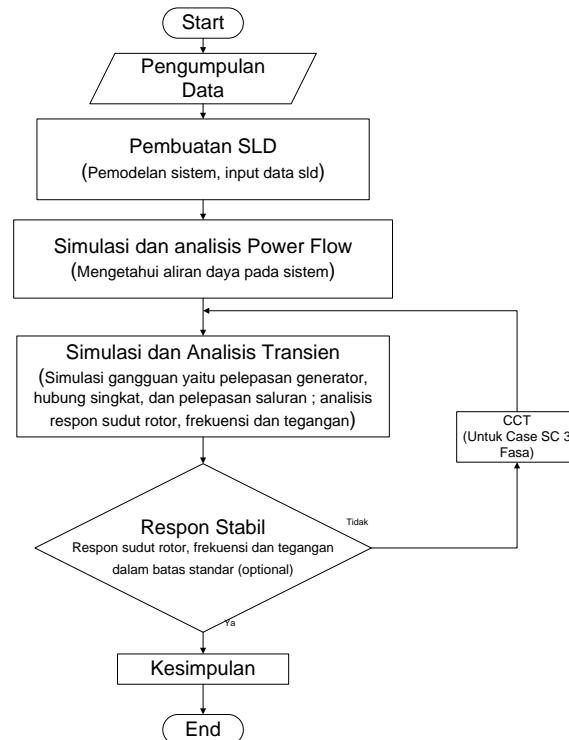 Start
Pengumpulan
Data
Pembuatan SLD
(Pemodelan sistem, input data sld)
Simulasi dan analisis Power Flow
(Mengetahui aliran daya pada sistem)
Simulasi dan Analisis Transien
(Simulasi gangguan yaitu pelepasan generator,
hubung singkat, dan pelepasan saluran ; analisis
respon sudut rotor, frekuensi dan tegangan)
CCT
(Untuk Case SC 3
Fasa)
Respon Stabil
Respon sudut rotor, frekuensi dan tegangan
dalam batas standar (optional)
Tidak
Ya
Kesimpulan
End